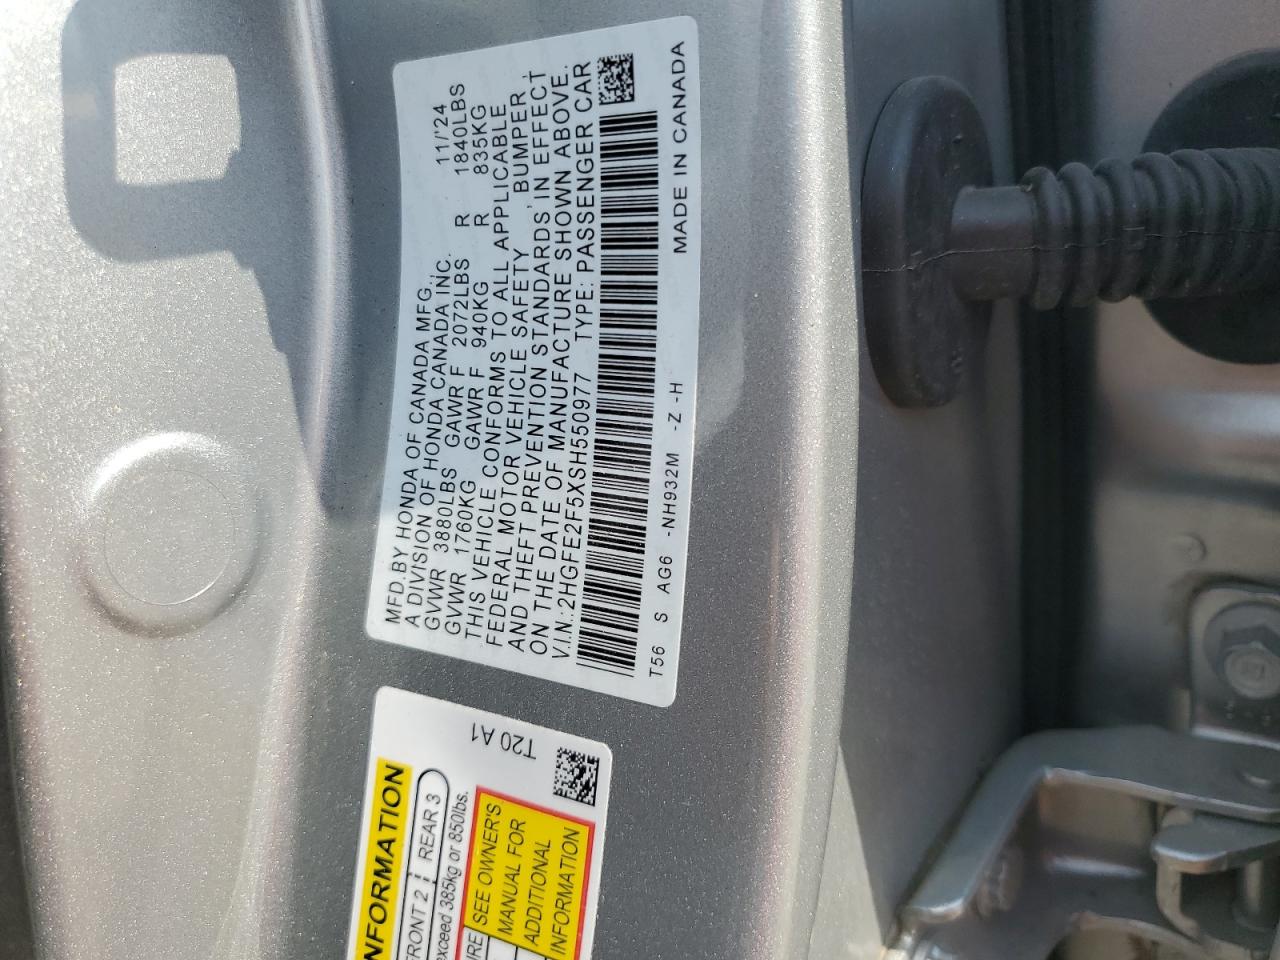 MFD. BY HONDA OF CANADA MFG., 11/'24
A DIVISION OF HONDA CANADA INC.
GVWR 3880LBS GAWR F 2072LBS R 1840LBS
GVWR 1760KG GAWR F 940KG R 835KG
THIS VEHICLE CONFORMS TO ALL APPLICABLE
FEDERAL MOTOR VEHICLE SAFETY, BUMPER,
AND THEFT PREVENTION STANDARDS IN EFFECT
ON THE DATE OF MANUFACTURE SHOWN ABOVE.
V.I.N.:2HGFE2F5XSH550977 TYPE: PASSENGER CAR
T56 S AG6 -NH932M -Z -H MADE IN CANADA
T20 A1
NFORMATION
FRONT 2 REAR 3
exceed 385kg or 850lbs.
IRE
SEE OWNER'S
MANUAL FOR
ADDITIONAL
INFORMATION